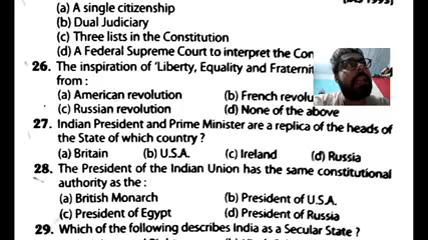 (a) A single citizenship
(b) Dual Judiciary
(c) Three lists in the Constitution
(d) A Federal Supreme Court to interpret the
26. The inspiration of 'Liberty, Equality and
from :
(a) American revolution (b) French
(c) Russian revolution (d) None of the above
27. Indian President and Prime Minister are a replica of the heads of
the State of which country ?
(a) Britain (b) U.S.A. (c) Ireland (d) Russia
28. The President of the Indian Union has the same constitutional
authority as the :
(a) British Monarch (b) President of U.S.A.
(c) President of Egypt (d) President of Russia
29. Which of the following describes India as a Secular State ?